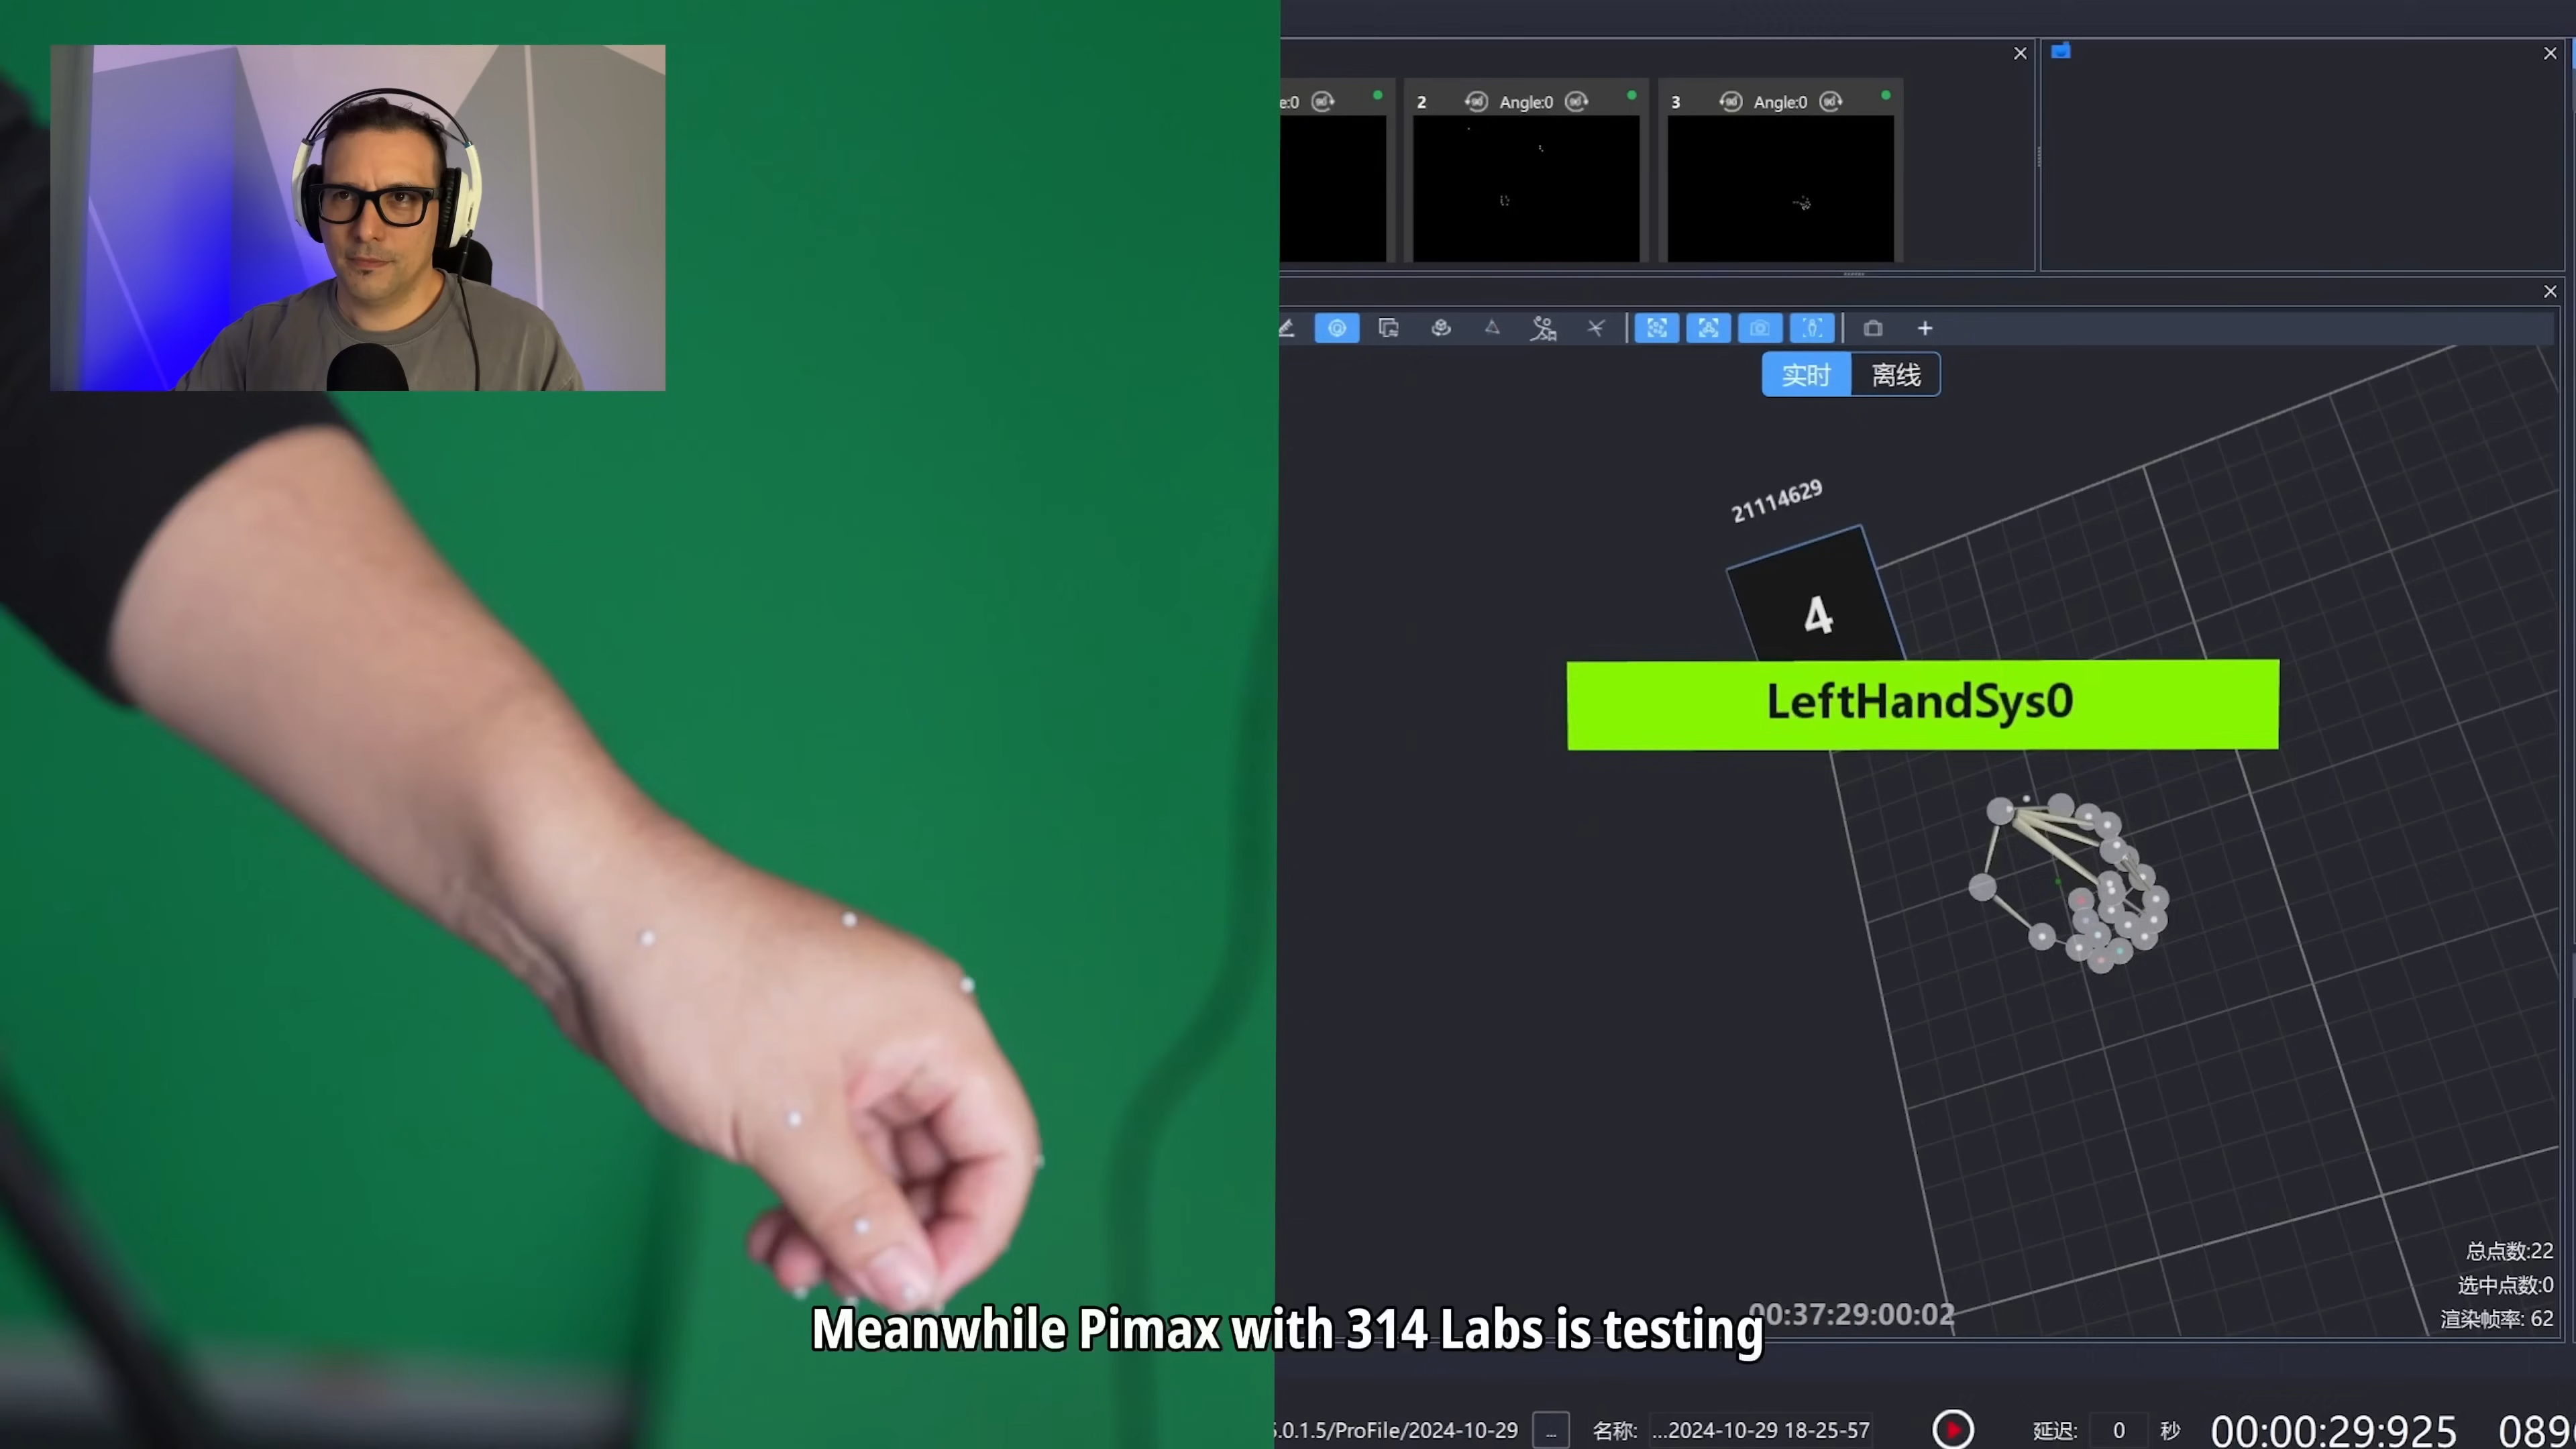 e:0
2 Angle:0
3 Angle:0
实时 离线
21114629
4
LeftHandSys0
总点数:22
选中点数:0
渲染帧率: 62
00:37:29:00:02
Meanwhile Pimax with 314 Labs is testing
5.0.1.5/ProFile/2024-10-29 ... 名称: ...2024-10-29 18-25-57 延迟: 0 秒 00:00:29:925 089